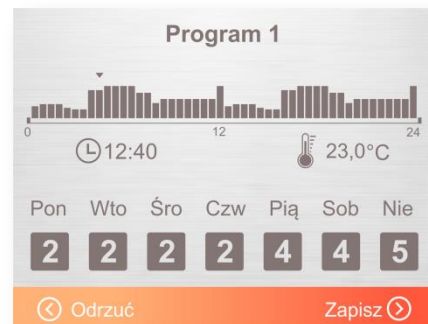 Program 1
0 12 24
12:40 23,0°C
Pon Wto Śro Czw Pią Sob Nie
2 2 2 2 4 4 5
Odrzuć Zapisz